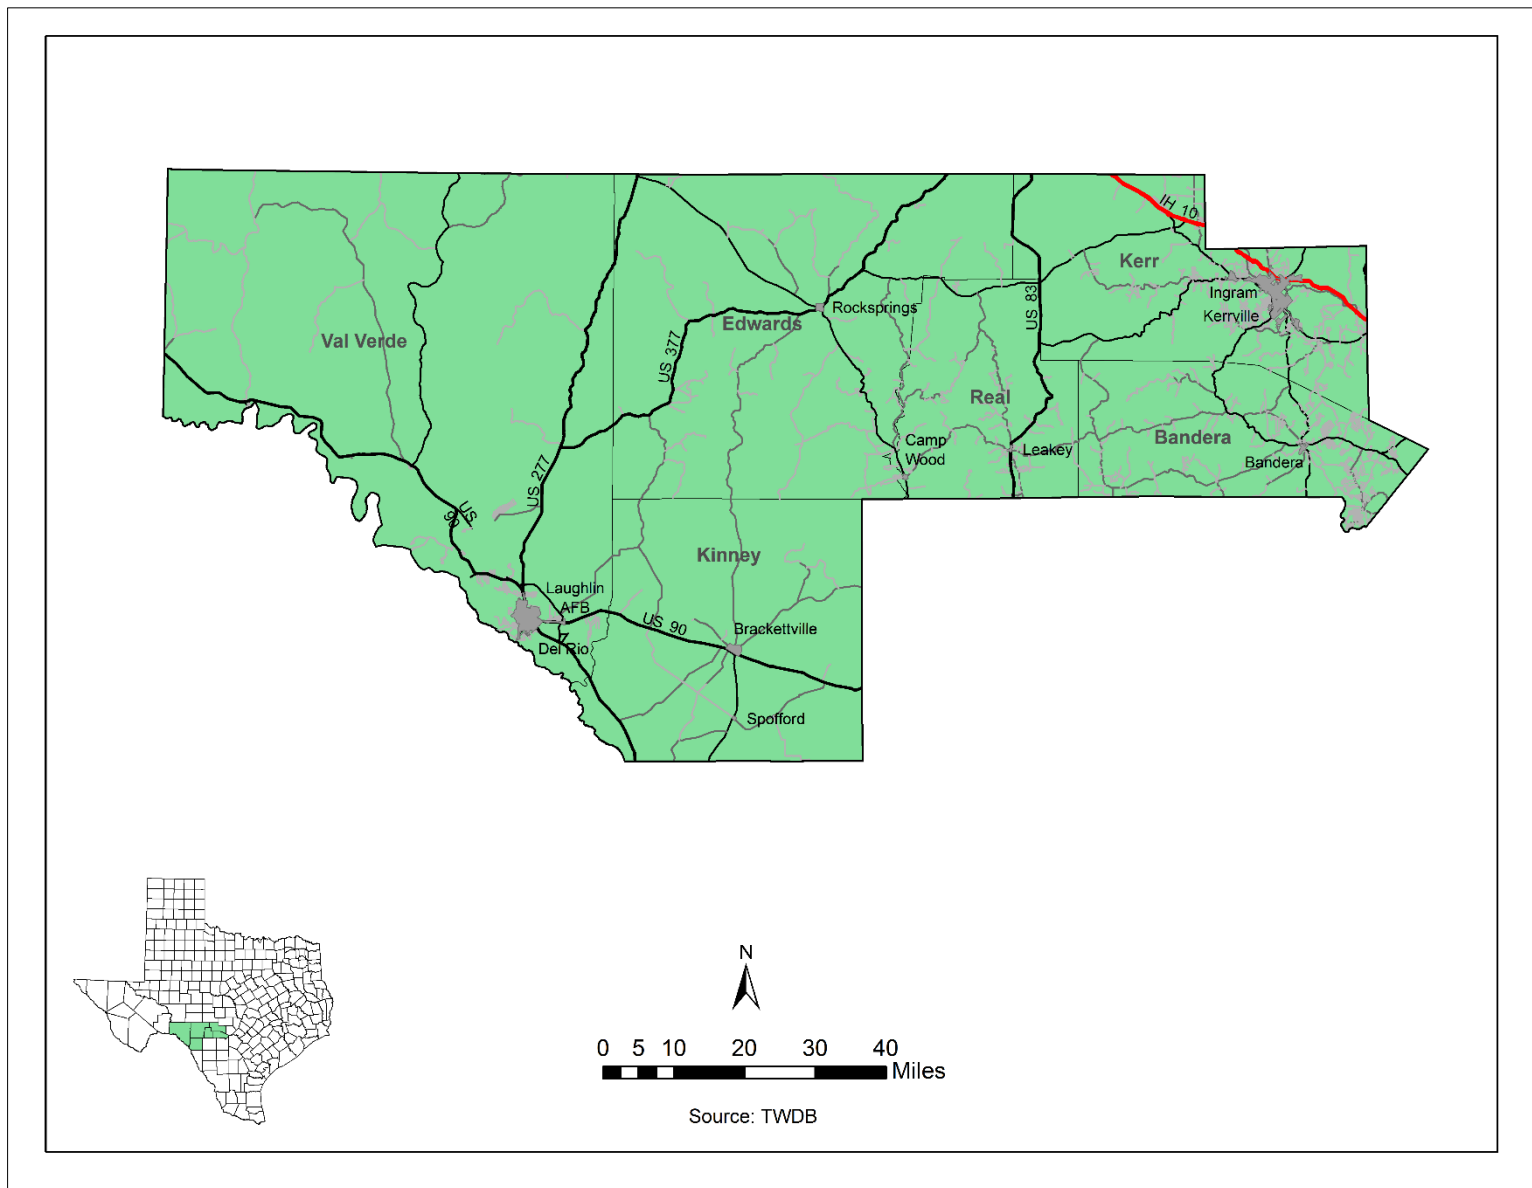 IH 10
Kerr
Ingram
Kerrville
US 83
Rocksprings
Edwards
Val Verde
US 377
Real
Camp
Wood
Leakey
Bandera
Bandera
US 277
US
90
Kinney
Laughlin
AFB
US 90
Brackettville
Del Rio
Spofford
N
0 5 10 20 30 40
Miles
Source: TWDB